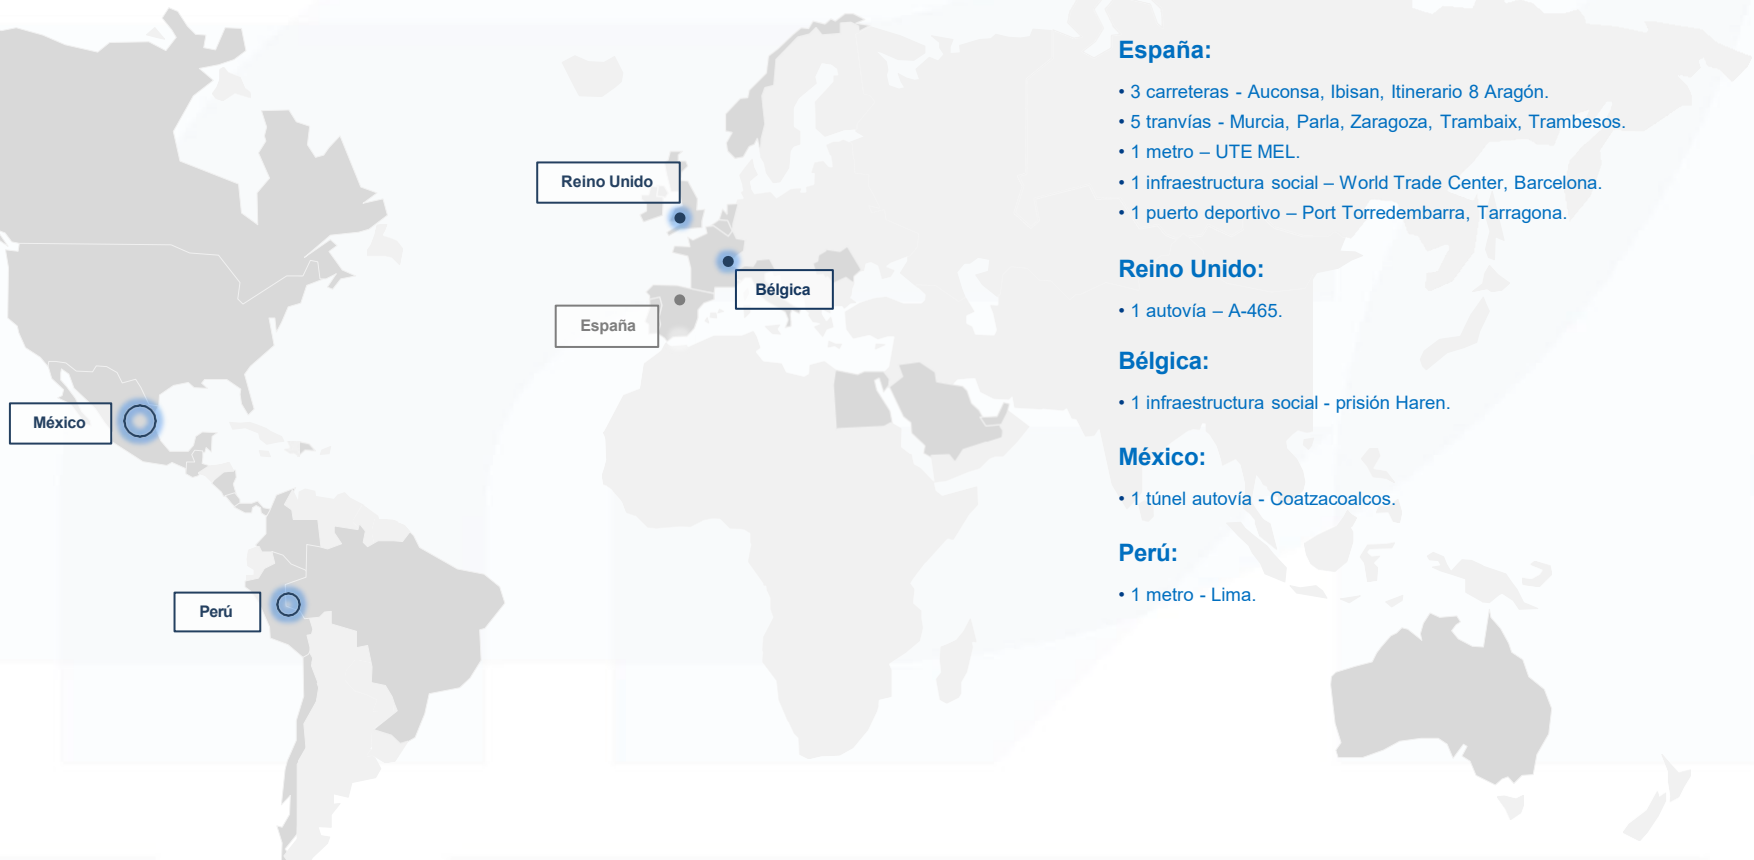 España:
• 3 carreteras - Auconsa, Ibisan, Itinerario 8 Aragón.
• 5 tranvías - Murcia, Parla, Zaragoza, Trambaix, Trambesos.
• 1 metro – UTE MEL.
• 1 infraestructura social – World Trade Center, Barcelona.
• 1 puerto deportivo – Port Torredembarra, Tarragona.
Reino Unido:
• 1 autovía – A-465.
Bélgica:
• 1 infraestructura social - prisión Haren.
México:
• 1 túnel autovía - Coatzacoalcos.
Perú:
• 1 metro - Lima.
Reino Unido
Bélgica
España
México
Perú